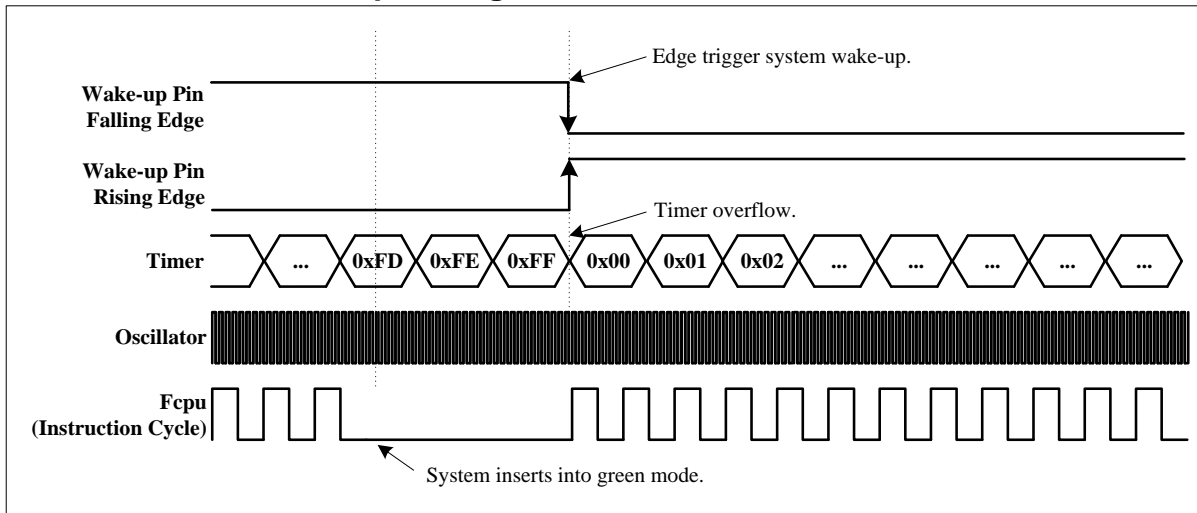 Edge trigger system wake-up.
Wake-up Pin
Falling Edge
Wake-up Pin
Rising Edge
Timer overflow.
Timer ... 0xFD 0xFE 0xFF 0x00 0x01 0x02 ... ... ... ... ...
Oscillator
Fcpu
(Instruction Cycle)
System inserts into green mode.